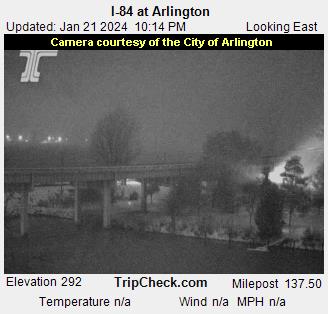 I-84 at Arlington
Updated: Jan 21 2024 10:14 PM Looking East
Camera courtesy of the City of Arlington
Elevation 292 TripCheck.com Milepost 137.50
Temperature n/a Wind n/a MPH n/a